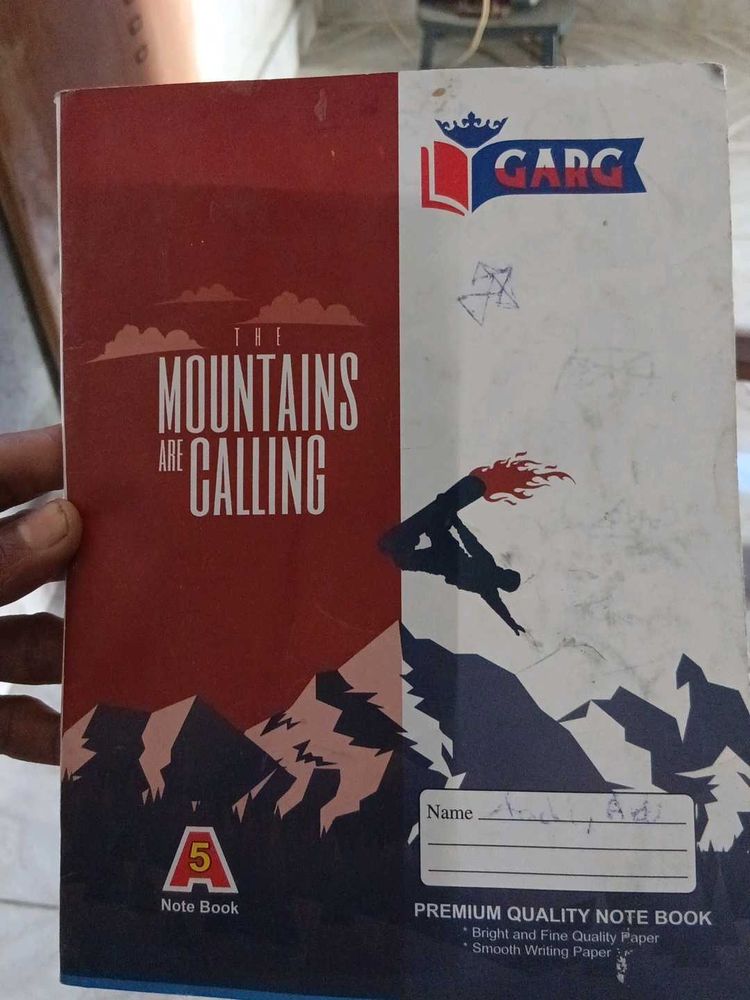 GARG
THE
MOUNTAINS
ARE CALLING
Name
A
5
Note Book
PREMIUM QUALITY NOTE BOOK
* Bright and Fine Quality Paper
* Smooth Writing Paper